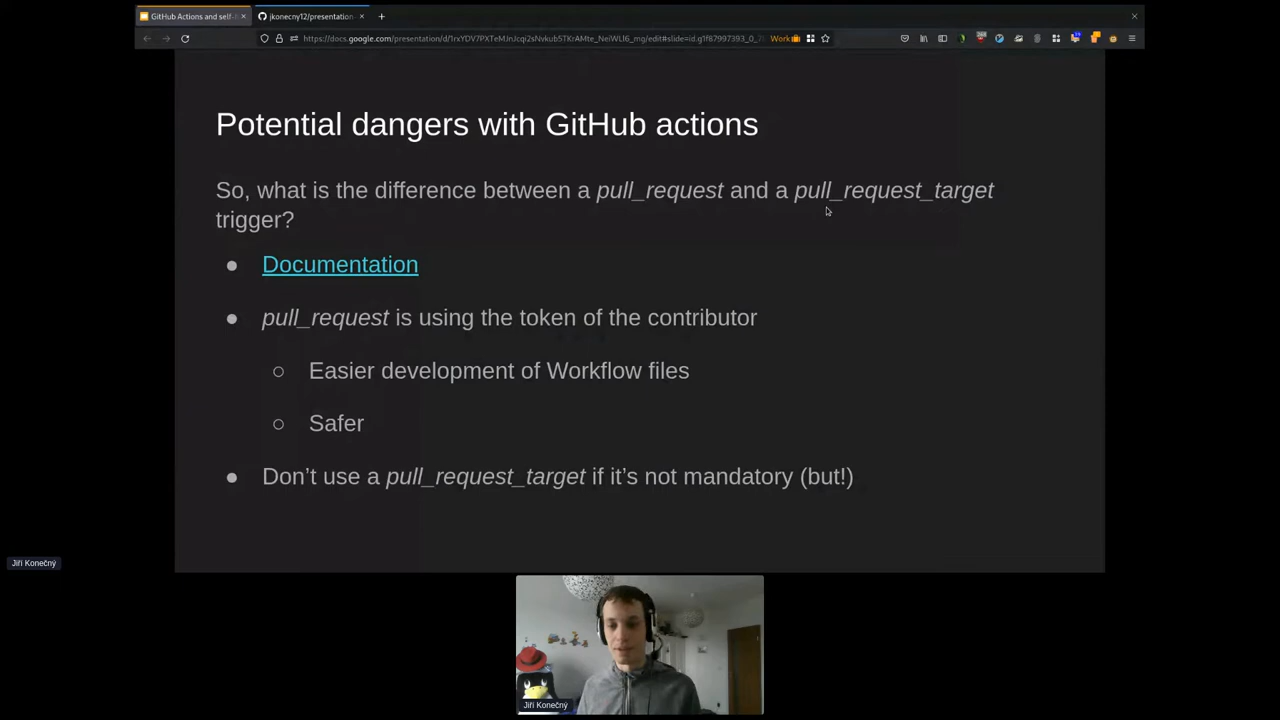 GitHub Actions and self-
jkonecny12/presentation
Work
Potential dangers with GitHub actions
So, what is the difference between a pull_request and a pull_request_target
trigger?
● Documentation
● pull_request is using the token of the contributor
○ Easier development of Workflow files
○ Safer
● Don’t use a pull_request_target if it’s not mandatory (but!)
Jiří Konečný
Jiří Konečný